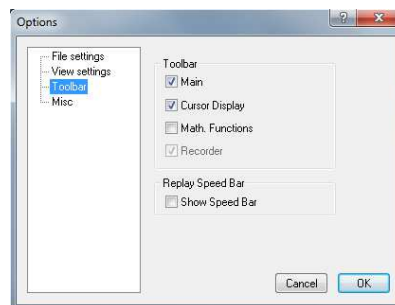 Options
File settings
View settings
Toolbar
Misc
Toolbar
Main
Cursor Display
Math. Functions
Recorder
Replay Speed Bar
Show Speed Bar
Cancel
OK